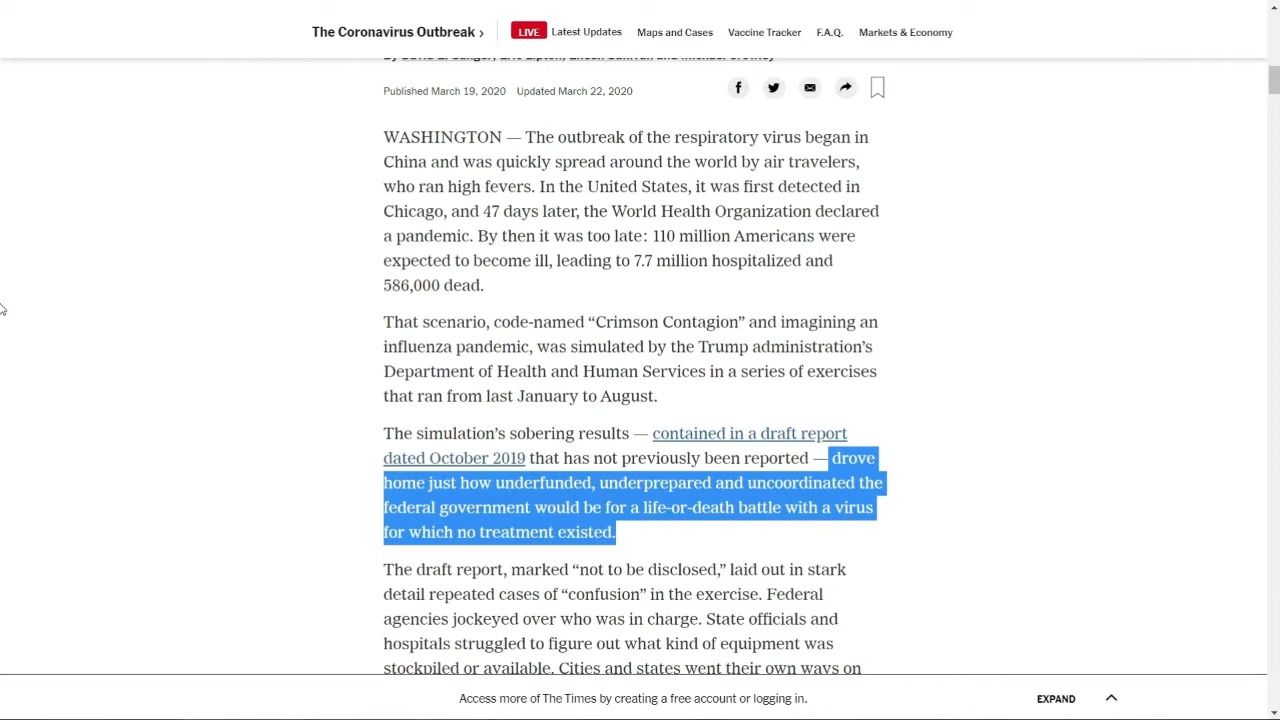 The Coronavirus Outbreak ›
LIVE Latest Updates Maps and Cases Vaccine Tracker F.A.Q. Markets & Economy
Published March 19, 2020 Updated March 22, 2020
WASHINGTON — The outbreak of the respiratory virus began in
China and was quickly spread around the world by air travelers,
who ran high fevers. In the United States, it was first detected in
Chicago, and 47 days later, the World Health Organization declared
a pandemic. By then it was too late: 110 million Americans were
expected to become ill, leading to 7.7 million hospitalized and
586,000 dead.
That scenario, code-named “Crimson Contagion” and imagining an
influenza pandemic, was simulated by the Trump administration’s
Department of Health and Human Services in a series of exercises
that ran from last January to August.
The simulation’s sobering results — contained in a draft report
dated October 2019 that has not previously been reported — drove
home just how underfunded, underprepared and uncoordinated the
federal government would be for a life-or-death battle with a virus
for which no treatment existed.
The draft report, marked “not to be disclosed,” laid out in stark
detail repeated cases of “confusion” in the exercise. Federal
agencies jockeyed over who was in charge. State officials and
hospitals struggled to figure out what kind of equipment was
stockpiled or available. Cities and states went their own ways on
Access more of The Times by creating a free account or logging in.
EXPAND